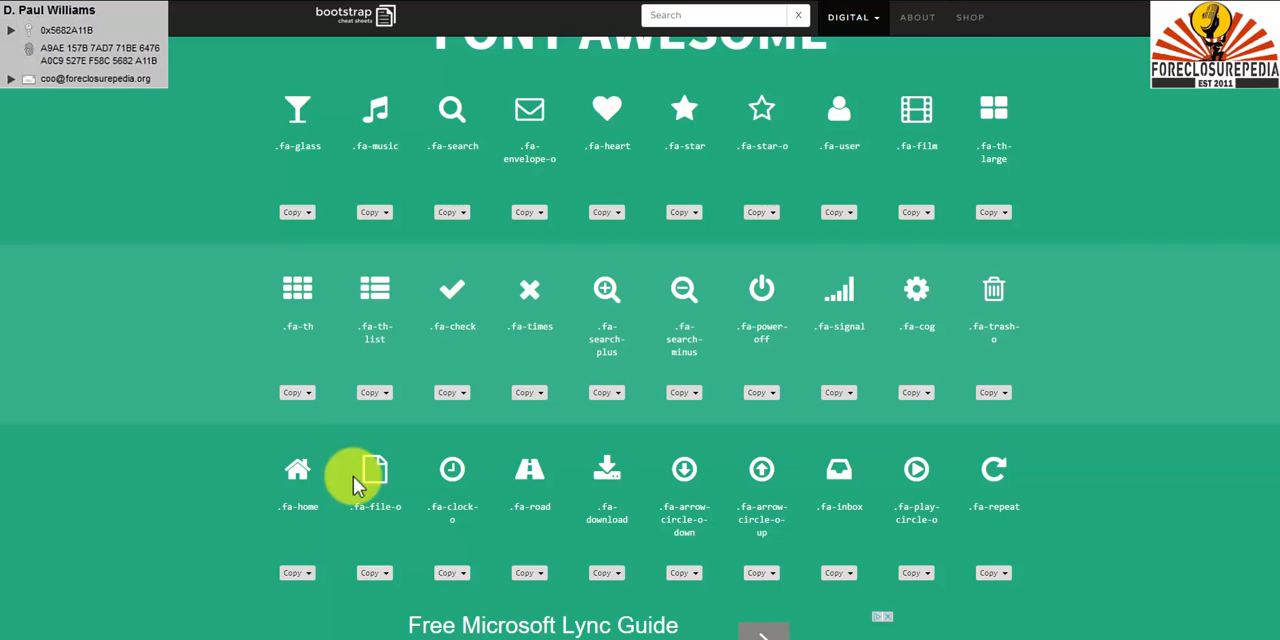 D. Paul Williams
0x5682A11B
A9AE 157B 7AD7 71BE 6476
A0C9 527E F58C 5682 A11B
coo@foreclosurepedia.org
bootstrap
cheat sheets
Search
X
DIGITAL
ABOUT
SHOP
FORECLOSUREPEDIA
EST 2011
FONT AWESOME
.fa-glass
.fa-music
.fa-search
.fa-
envelope-o
.fa-heart
.fa-star
.fa-star-o
.fa-user
.fa-film
.fa-th-
large
Copy Copy Copy Copy Copy Copy Copy Copy Copy Copy
.fa-th
.fa-th-
list
.fa-check
.fa-times
.fa-
search-
plus
.fa-
search-
minus
.fa-power-
off
.fa-signal
.fa-cog
.fa-trash-
o
Copy Copy Copy Copy Copy Copy Copy Copy Copy Copy
.fa-home
.fa-file-o
.fa-clock-
o
.fa-road
.fa-
download
.fa-arrow-
circle-o-
down
.fa-arrow-
circle-o-
up
.fa-inbox
.fa-play-
circle-o
.fa-repeat
Copy Copy Copy Copy Copy Copy Copy Copy Copy Copy
Free Microsoft Lync Guide